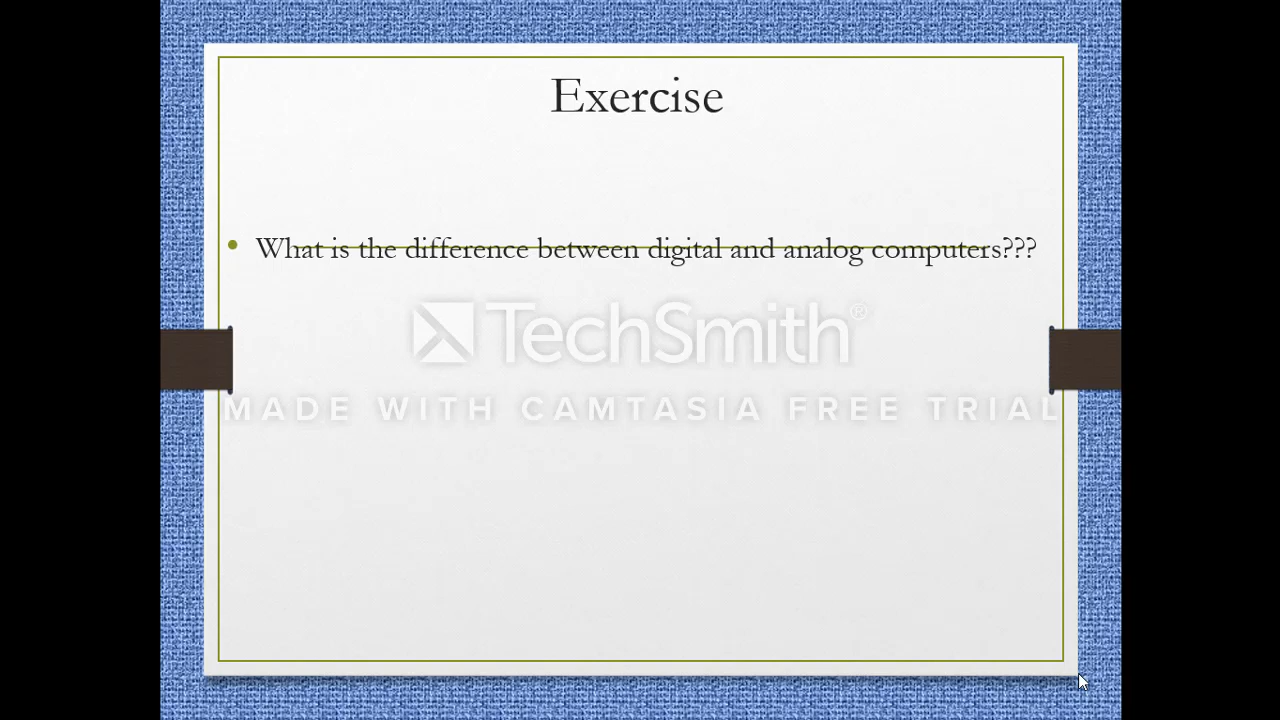 Exercise
• What is the difference between digital and analog computers???
TechSmith®
MADE WITH CAMTASIA FREE TRIAL